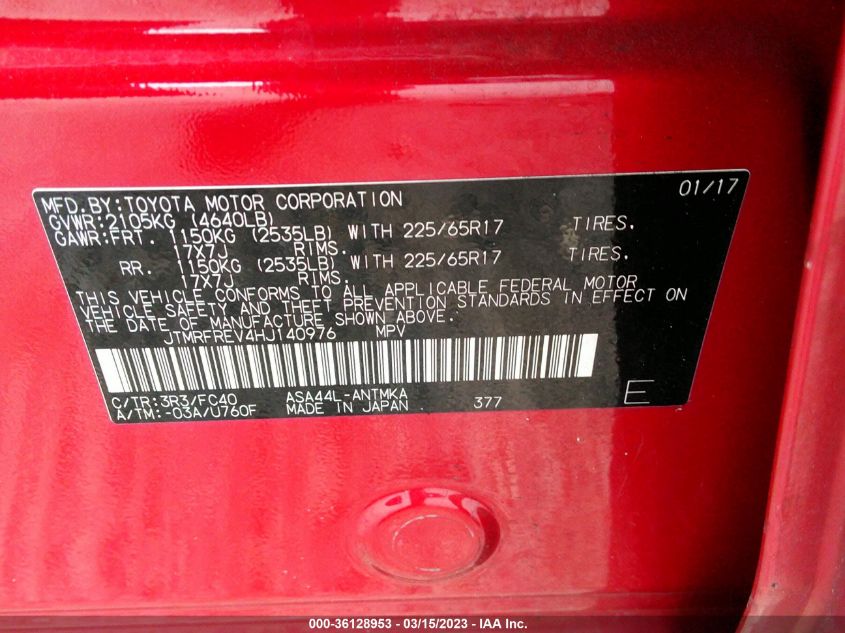 MFD. BY: TOYOTA MOTOR CORPORATION 01/17
GVWR: 2105KG (4640LB)
GAWR: FRT. 1150KG (2535LB) WITH 225/65R17 TIRES.
17X7J RIMS.
RR. 1150KG (2535LB) WITH 225/65R17 TIRES.
17X7J RIMS.
THIS VEHICLE CONFORMS TO ALL APPLICABLE FEDERAL MOTOR
VEHICLE SAFETY AND THEFT PREVENTION STANDARDS IN EFFECT ON
THE DATE OF MANUFACTURE SHOWN ABOVE.
JTMRFREV4HJ140976 MPV
C/TR: 3R3/FC40 ASA44L-ANTMKA
A/TM: -03A/U760F MADE IN JAPAN 377 E
000-36128953 - 03/15/2023 - IAA Inc.